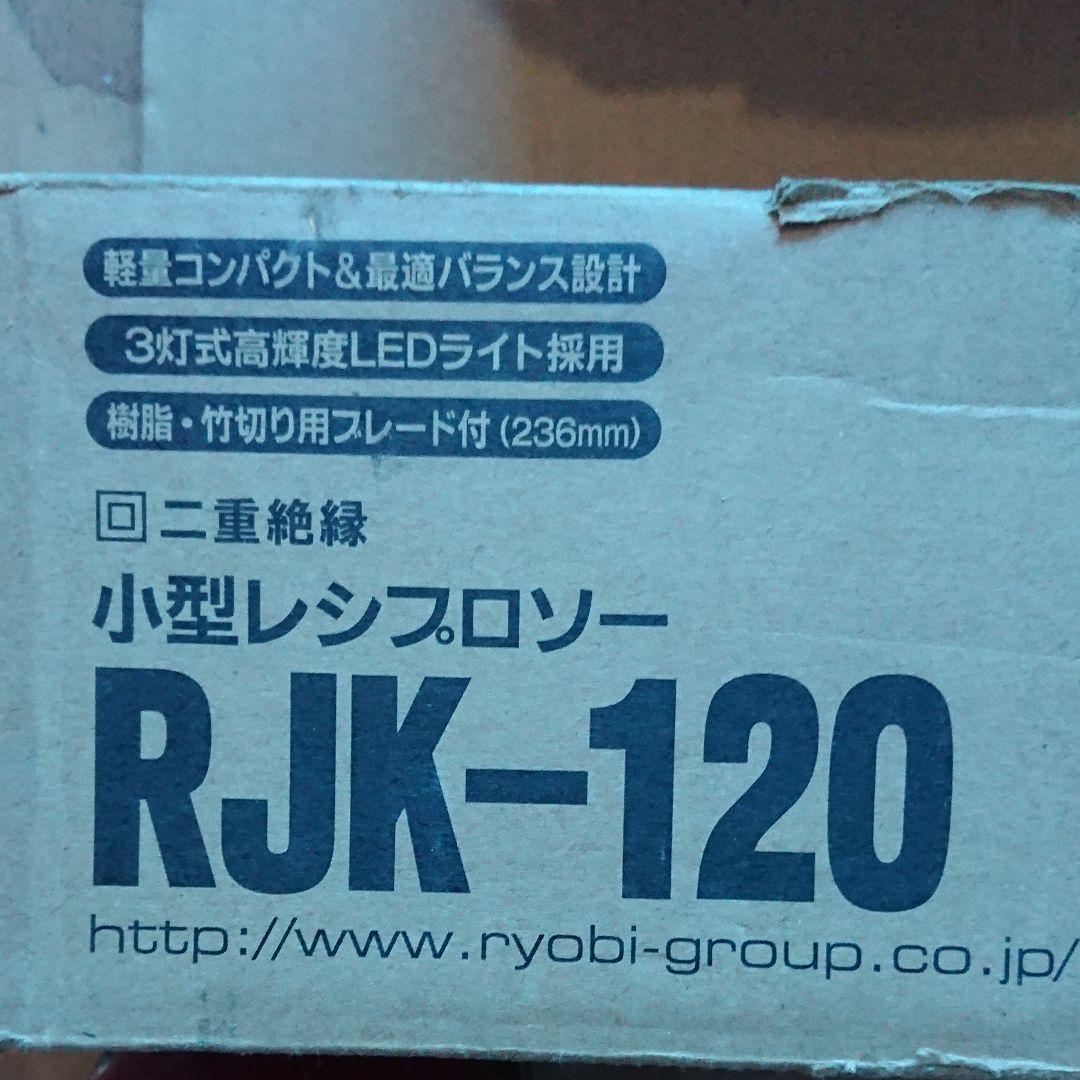 軽量コンパクト&最適バランス設計
3灯式高輝度LEDライト採用
樹脂・竹切り用ブレード付(236mm)
回 二重絶縁
小型レシプロソー
RJK-120
http://www.ryobi-group.co.jp/